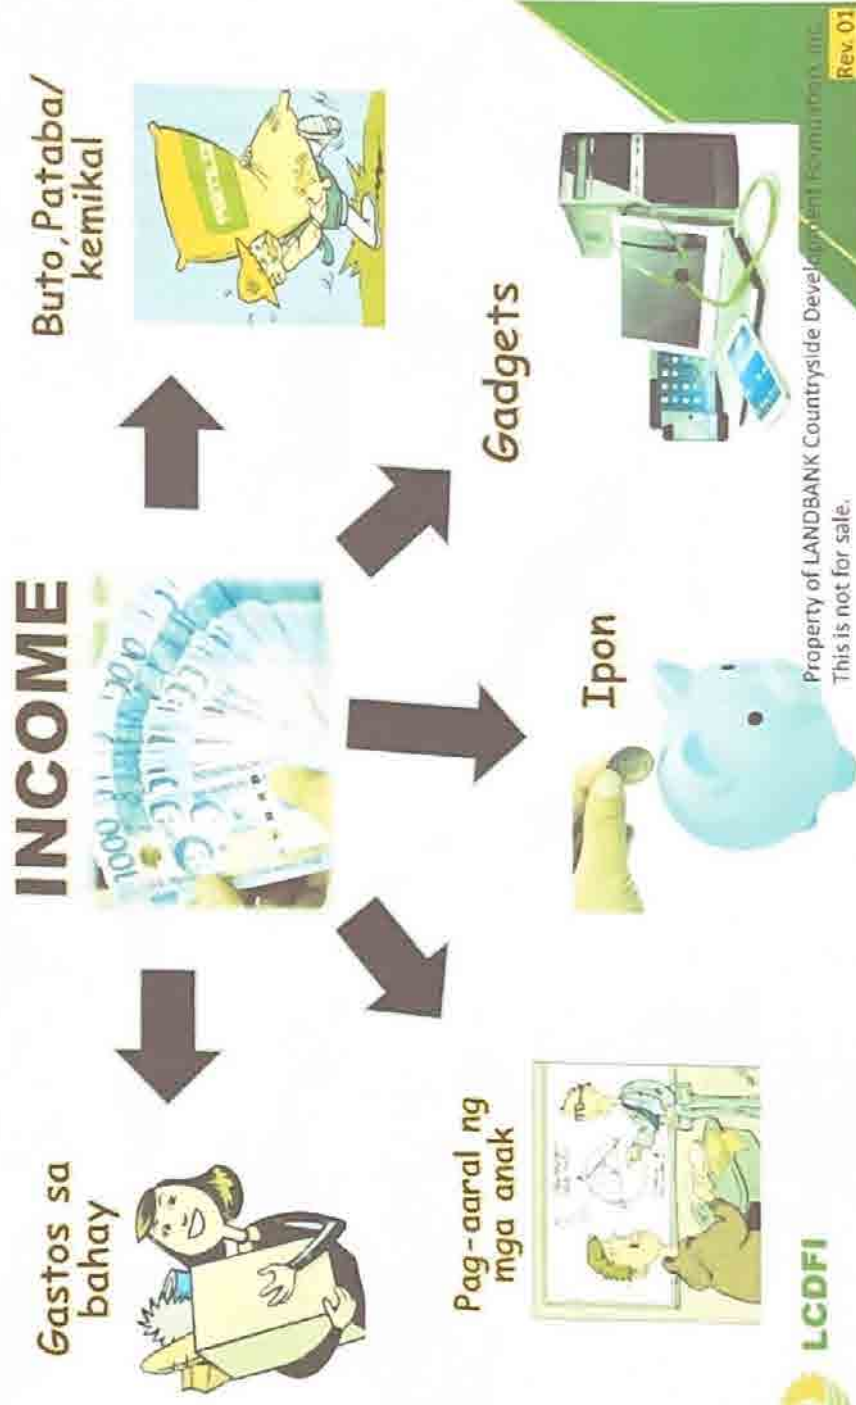 INCOME
Gastos sa
bahay
Buto,Pataba/
kemikal
1000
Pag-aaral ng
mga anak
Ipon
Gadgets
LCDFI
Property of LANDBANK Countryside Development Foundation, Inc.
This is not for sale.
Rev. 01